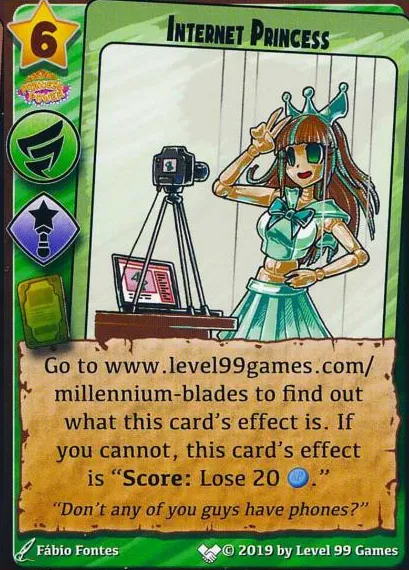 6
INTERNET PRINCESS
Go to www.level99games.com/
millennium-blades to find out
what this card's effect is. If
you cannot, this card's effect
is "Score: Lose 20 ."
"Don't any of you guys have phones?"
Fábio Fontes
© 2019 by Level 99 Games